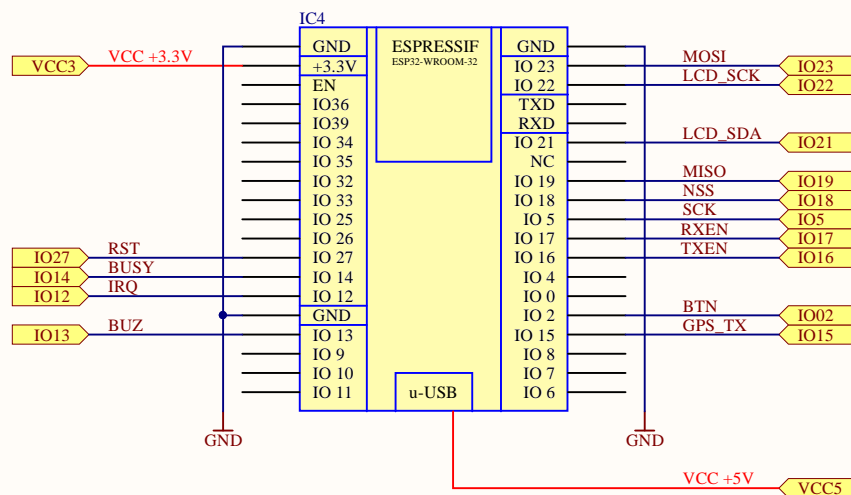 IC4
GND ESPRESSIF GND
VCC3 VCC +3.3V +3.3V ESP32-WROOM-32 IO 23 MOSI IO23
EN IO 22 LCD_SCK IO22
IO36 TXD
IO39 RXD
IO 34 IO 21 LCD_SDA IO21
IO 35 NC
IO 32 IO 19 MISO IO19
IO 33 IO 18 NSS IO18
IO 25 IO 5 SCK IO5
IO 26 IO 17 RXEN IO17
IO27 RST IO 27 IO 16 TXEN IO16
IO14 BUSY IO 14 IO 4
IO12 IRQ IO 12 IO 0
GND IO 2 BTN IO02
IO13 BUZ IO 13 IO 15 GPS_TX IO15
IO 9 IO 8
IO 10 IO 7
IO 11 u-USB IO 6
GND GND
VCC +5V VCC5